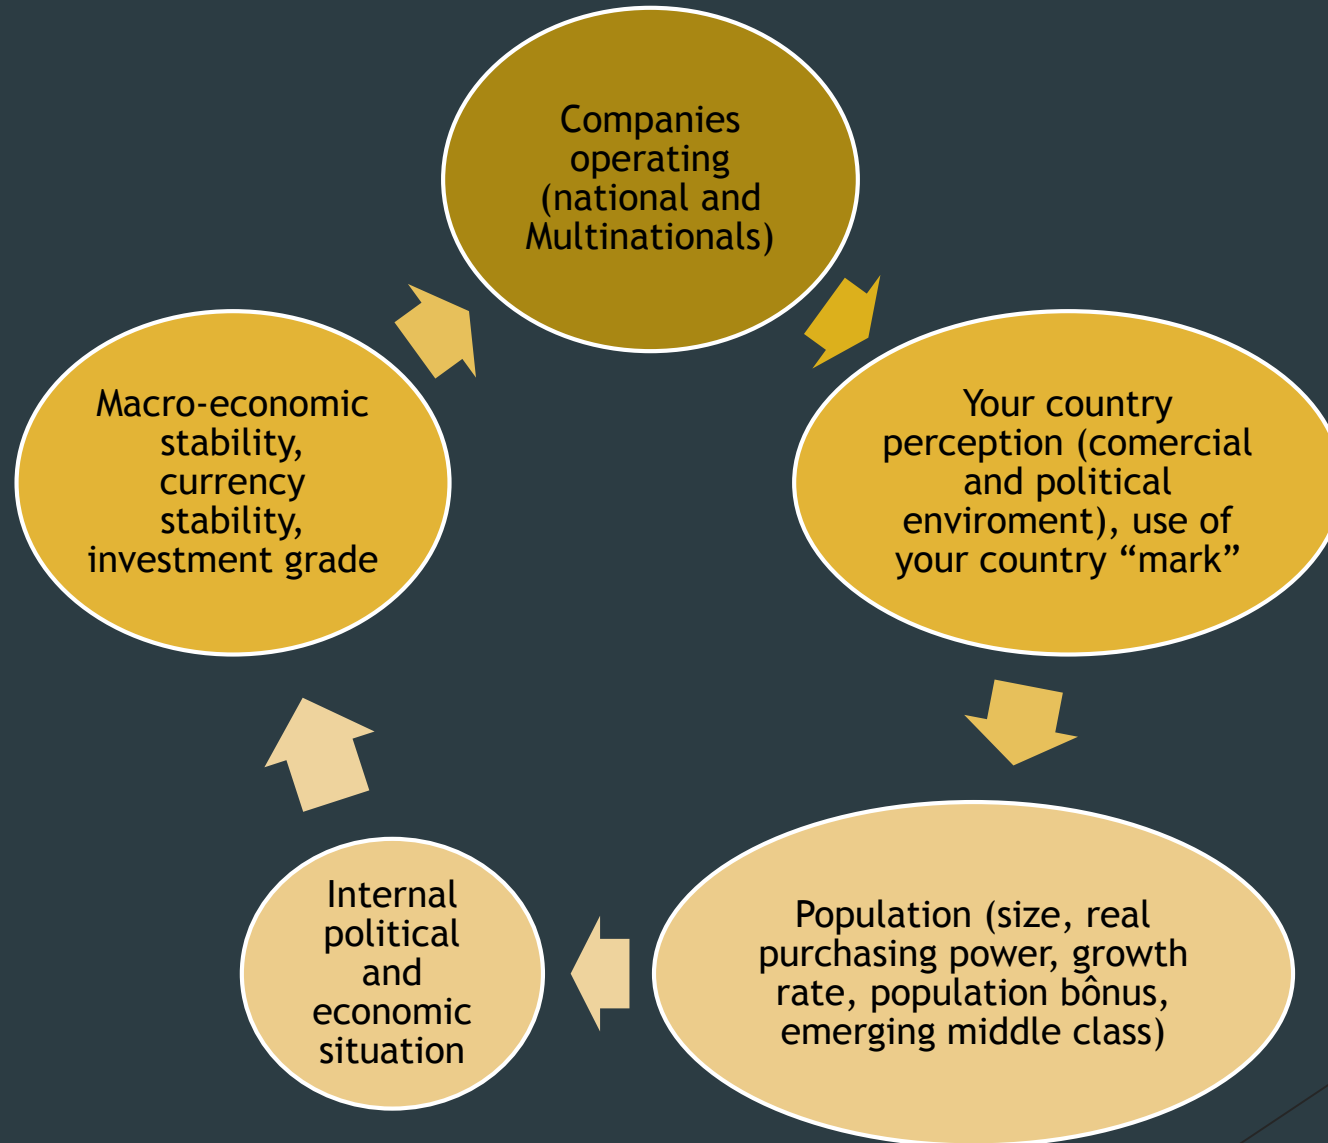 Companies
operating
(national and
Multinationals)
Your country
perception (comercial
and political
enviroment), use of
your country “mark”
Population (size, real
purchasing power, growth
rate, population bônus,
emerging middle class)
Internal
political
and
economic
situation
Macro-economic
stability,
currency
stability,
investment grade